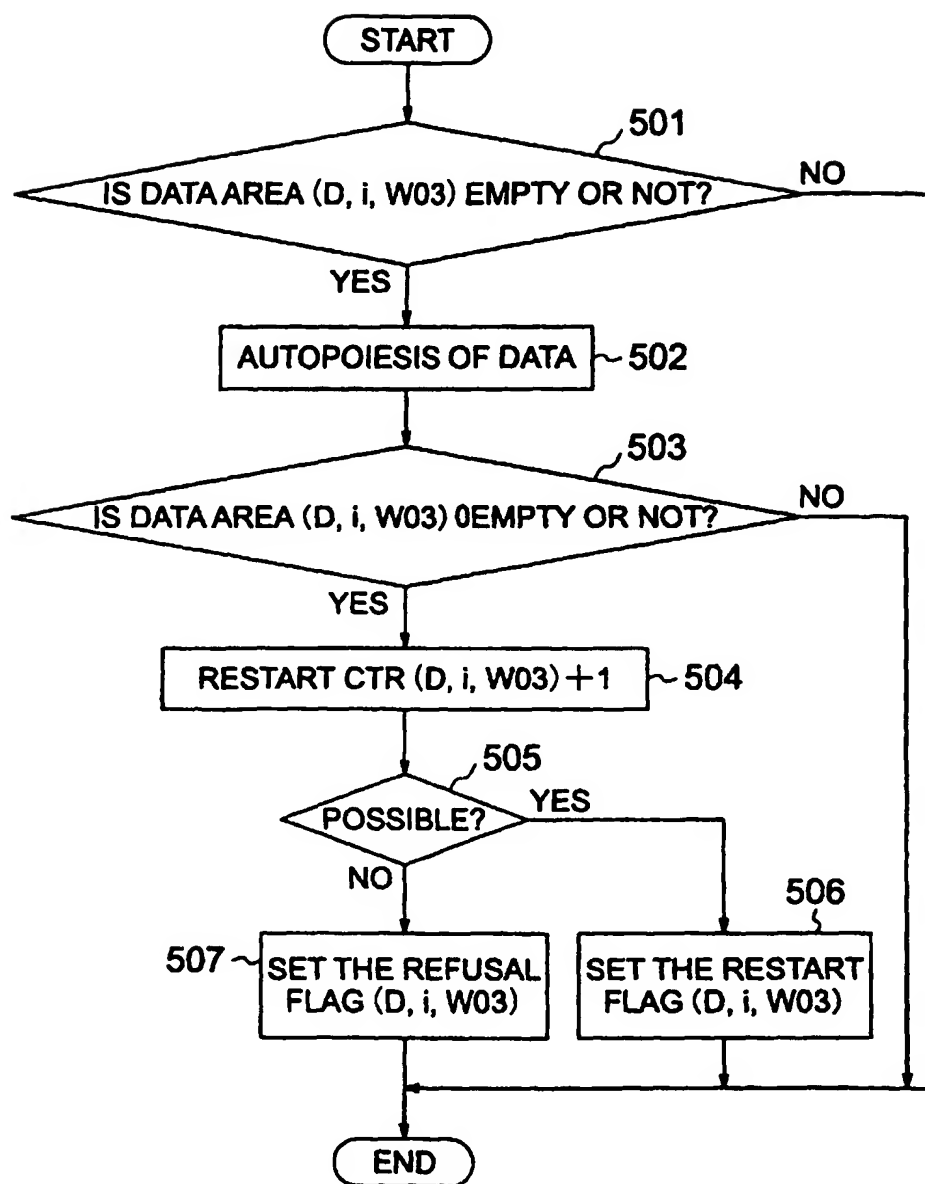 START
501
IS DATA AREA (D, i, W03) EMPTY OR NOT?
NO
YES
AUTOPOIESIS OF DATA
502
503
IS DATA AREA (D, i, W03) 0EMPTY OR NOT?
NO
YES
RESTART CTR (D, i, W03)+1
504
505
POSSIBLE?
YES
NO
506
507
SET THE REFUSAL
FLAG (D, i, W03)
SET THE RESTART
FLAG (D, i, W03)
END